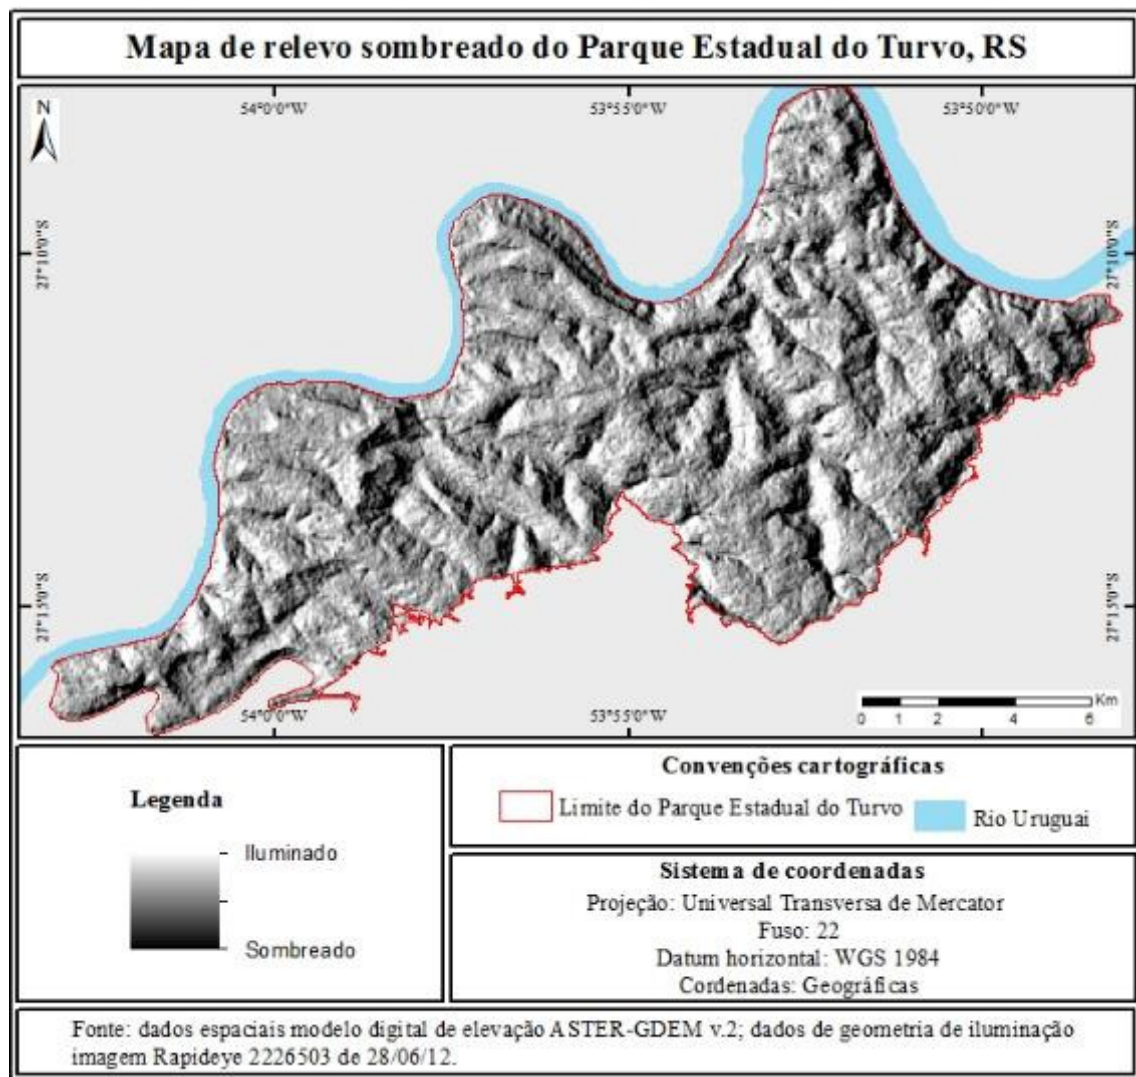 Mapa de relevo sombreado do Parque Estadual do Turvo, RS
N
54°0'0"W
53°55'0"W
53°50'0"W
27°10'0"S
27°10'0"S
27°15'0"S
27°15'0"S
54°0'0"W
53°55'0"W
Km
0 1 2 4 6
Legenda
Iluminado
Sombreado
Convenções cartográficas
Limite do Parque Estadual do Turvo
Rio Uruguai
Sistema de coordenadas
Projeção: Universal Transversa de Mercator
Fuso: 22
Datum horizontal: WGS 1984
Cordenadas: Geográficas
Fonte: dados espaciais modelo digital de elevação ASTER-GDEM v.2; dados de geometria de iluminação
imagem Rapideye 2226503 de 28/06/12.